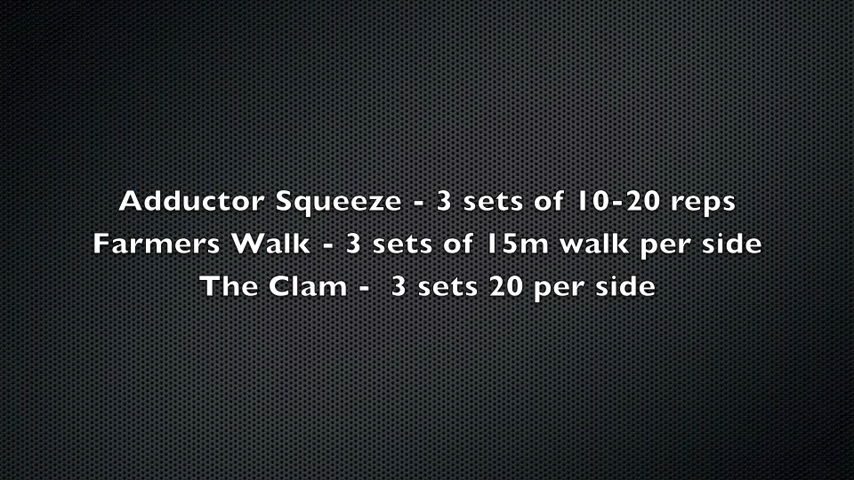 Adductor Squeeze - 3 sets of 10-20 reps
Farmers Walk - 3 sets of 15m walk per side
The Clam -  3 sets 20 per side